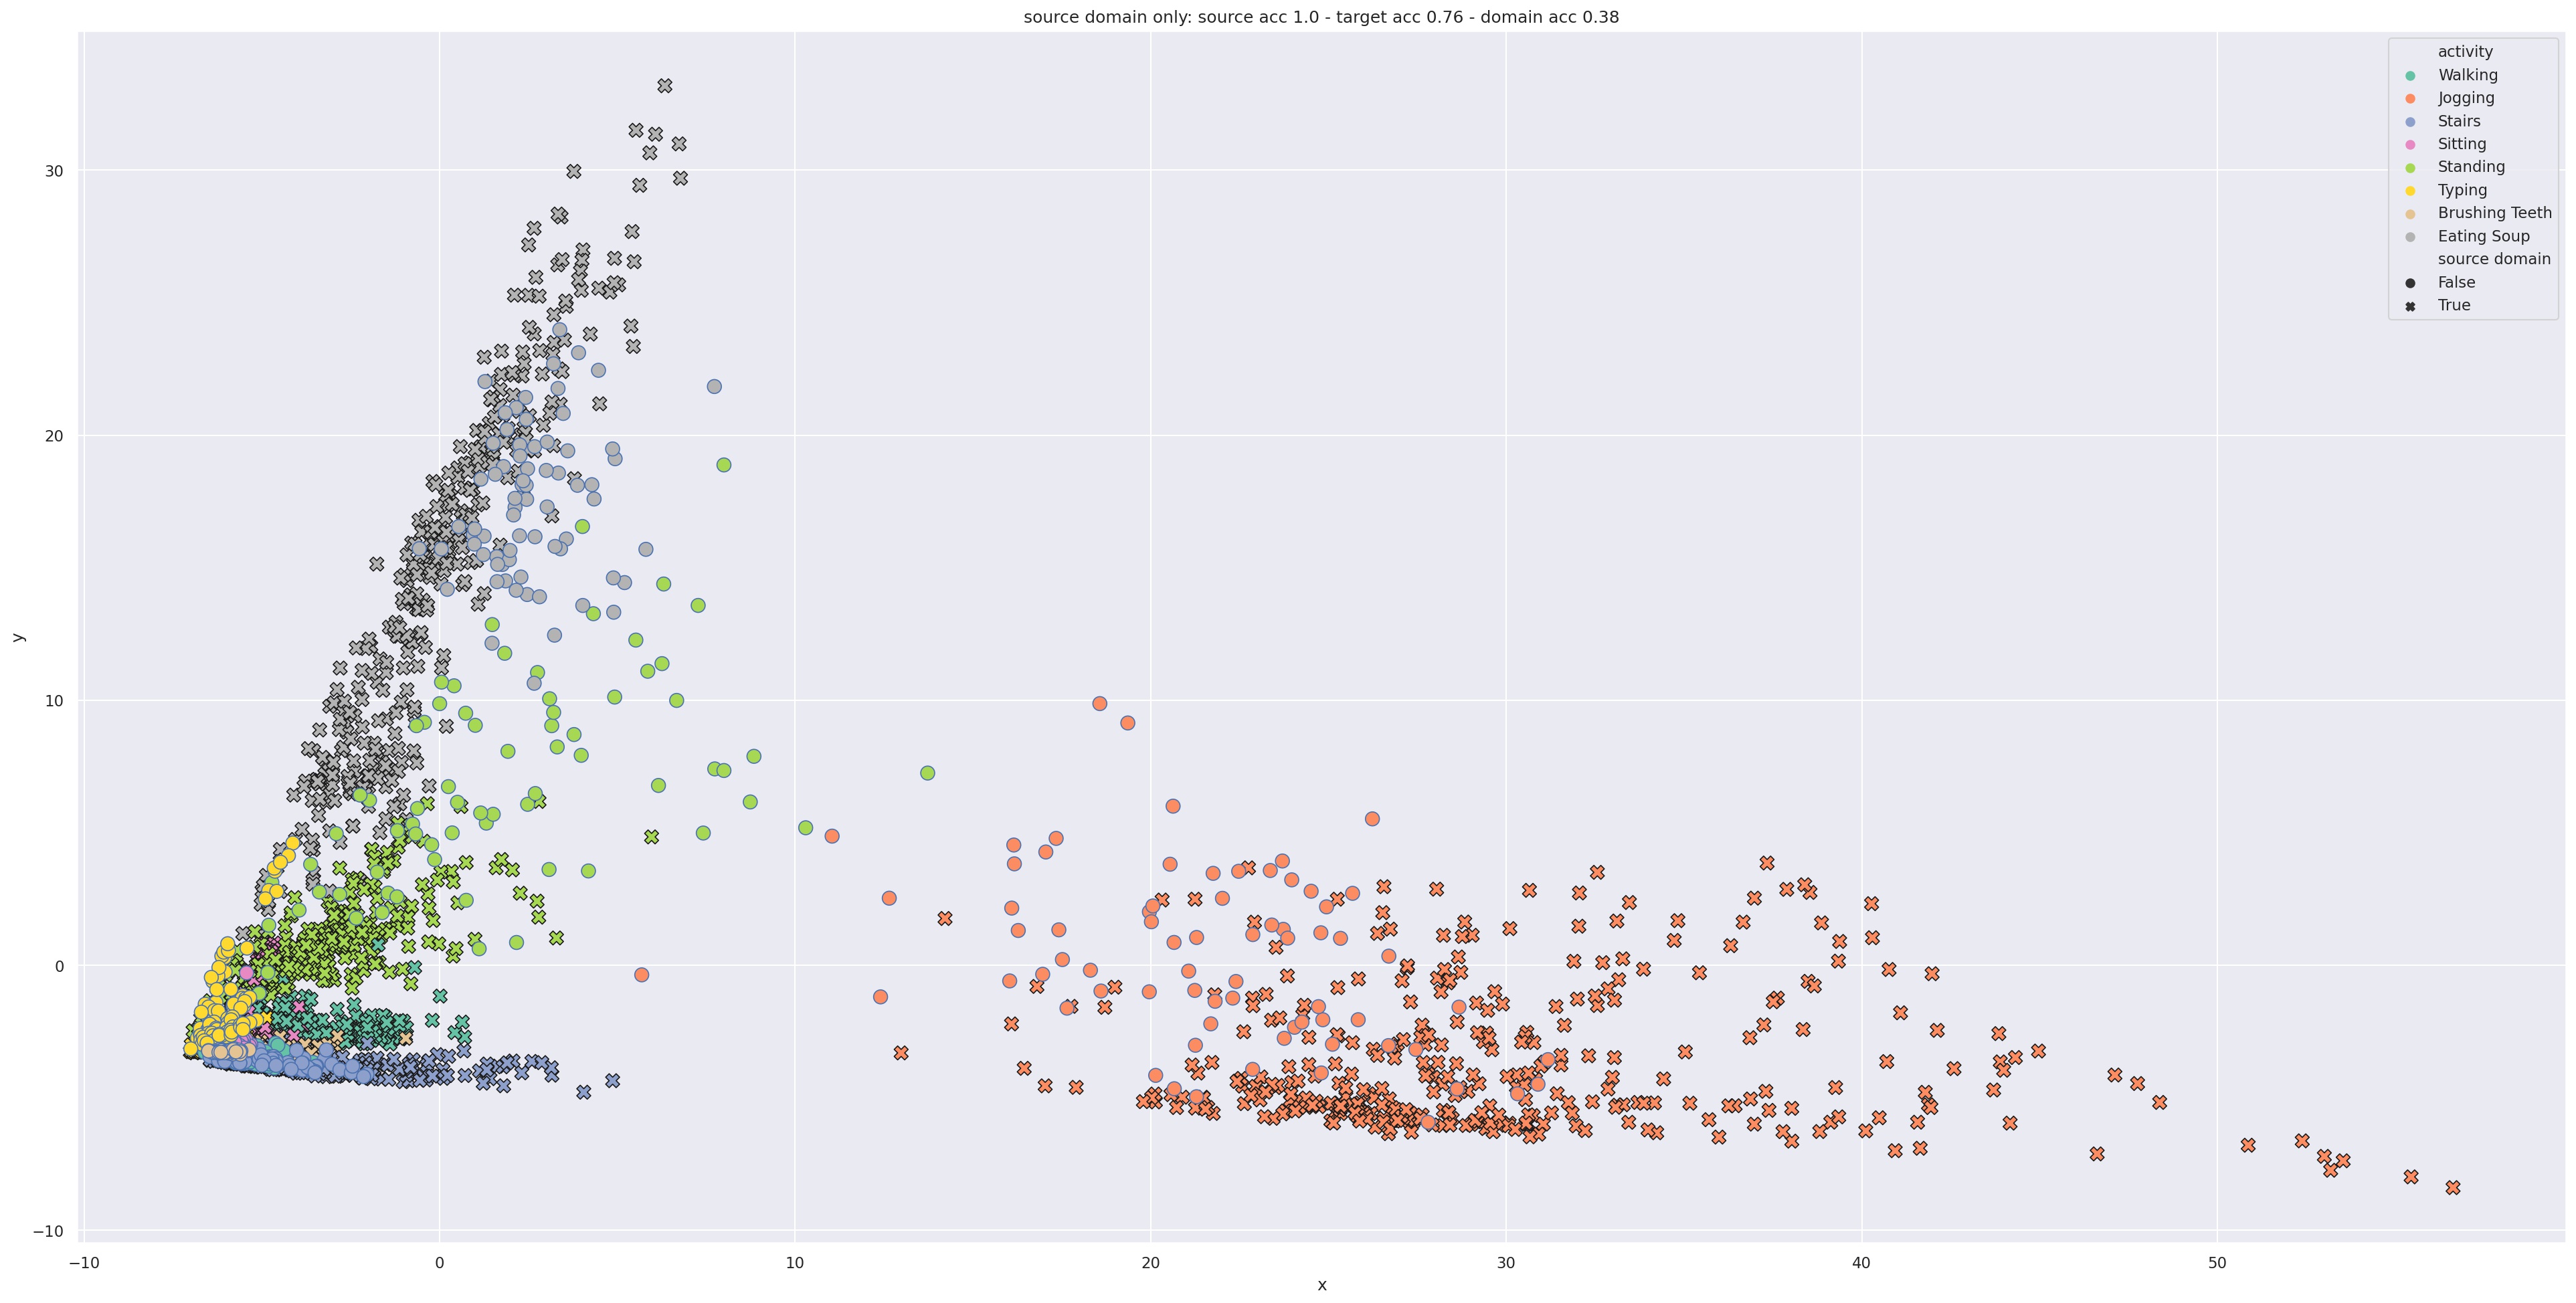 source domain only: source acc 1.0 - target acc 0.76 - domain acc 0.38
activity
Walking
Jogging
Stairs
Sitting
Standing
Typing
Brushing Teeth
Eating Soup
source domain
False
True
30
20
10
0
−10
y
−10 0 10 20 30 40 50
x